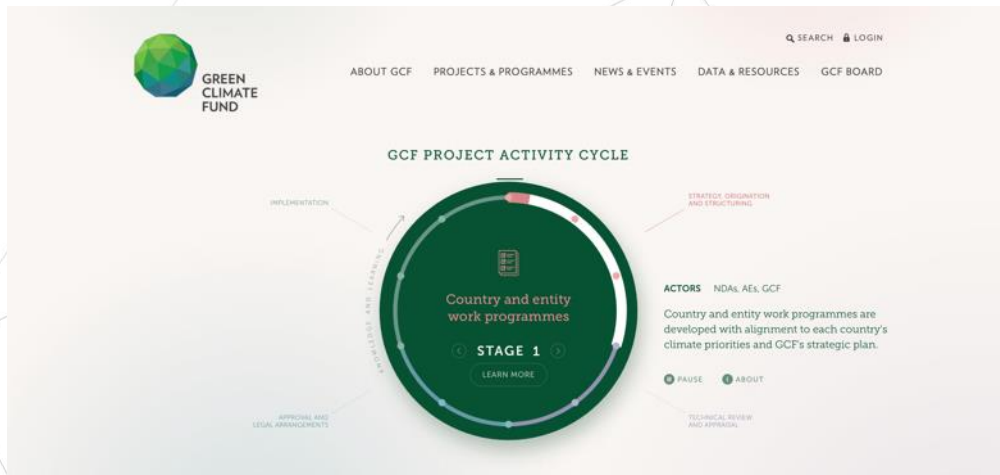 SEARCH LOGIN
GREEN
CLIMATE
FUND
ABOUT GCF PROJECTS & PROGRAMMES NEWS & EVENTS DATA & RESOURCES GCF BOARD
GCF PROJECT ACTIVITY CYCLE
IMPLEMENTATION
STRATEGY, ORIGINATION
AND STRUCTURING
KNOWLEDGE AND LEARNING
Country and entity
work programmes
STAGE 1
LEARN MORE
ACTORS NDAs, AEs, GCF
Country and entity work programmes are
developed with alignment to each country's
climate priorities and GCF's strategic plan.
PAUSE ABOUT
APPROVAL AND
LEGAL ARRANGEMENTS
TECHNICAL REVIEW
AND APPRAISAL